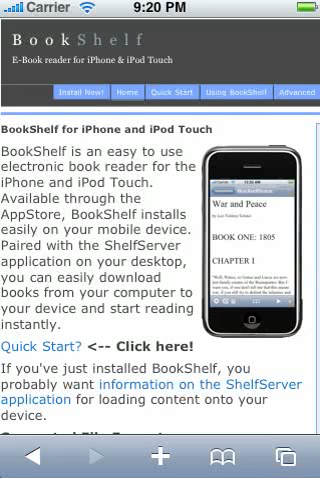 Carrier 9:20 PM
BookShelf
E-Book reader for iPhone & iPod Touch
Install Now! Home Quick Start Using BookShelf Advanced
BookShelf for iPhone and iPod Touch
BookShelf is an easy to use
electronic book reader for the
iPhone and iPod Touch.
Available through the
AppStore, BookShelf installs
easily on your mobile device.
Paired with the ShelfServer
application on your desktop,
you can easily download
books from your computer to
your device and start reading
instantly.
War and Peace
by Leo Tolstoy
BOOK ONE: 1805
CHAPTER I
Quick Start? <-- Click here!
If you've just installed BookShelf, you
probably want information on the ShelfServer
application for loading content onto your
device.